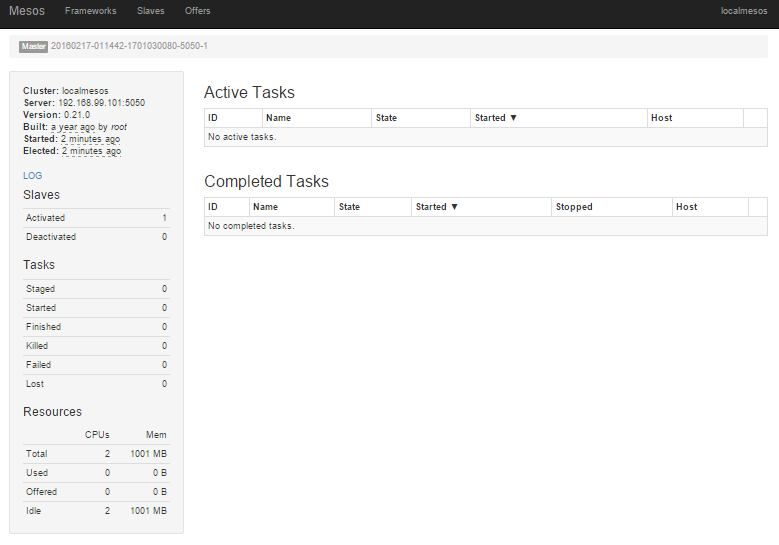 Mesos Frameworks Slaves Offers localmesos
Master 20160217-011442-1701030080-5050-1
Cluster: localmesos
Server: 192.168.99.101:5050
Version: 0.21.0
Built: a year ago by root
Started: 2 minutes ago
Elected: 2 minutes ago
LOG
Slaves
Activated 1
Deactivated 0
Tasks
Staged 0
Started 0
Finished 0
Killed 0
Failed 0
Lost 0
Resources
CPUs Mem
Total 2 1001 MB
Used 0 0 B
Offered 0 0 B
Idle 2 1001 MB
Active Tasks
ID Name State Started ▼ Host
No active tasks.
Completed Tasks
ID Name State Started ▼ Stopped Host
No completed tasks.